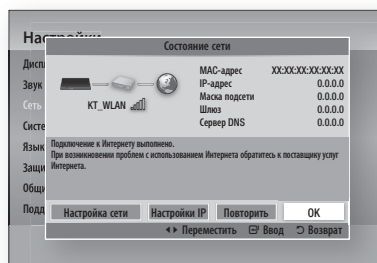 Настройки
Состояние сети
Диспл
Звук
Сеть
Систе
Язык
Защи
Общи
Подд
KT_WLAN
MAC-адрес XX:XX:XX:XX:XX:XX
IP-адрес 0.0.0.0
Маска подсети 0.0.0.0
Шлюз 0.0.0.0
Сервер DNS 0.0.0.0
Подключение к Интернету выполнено.
При возникновении проблем с использованием Интернета обратитесь к поставщику услуг
Интернета.
Настройка сети Настройки IP Повторить OK
Переместить Ввод Возврат